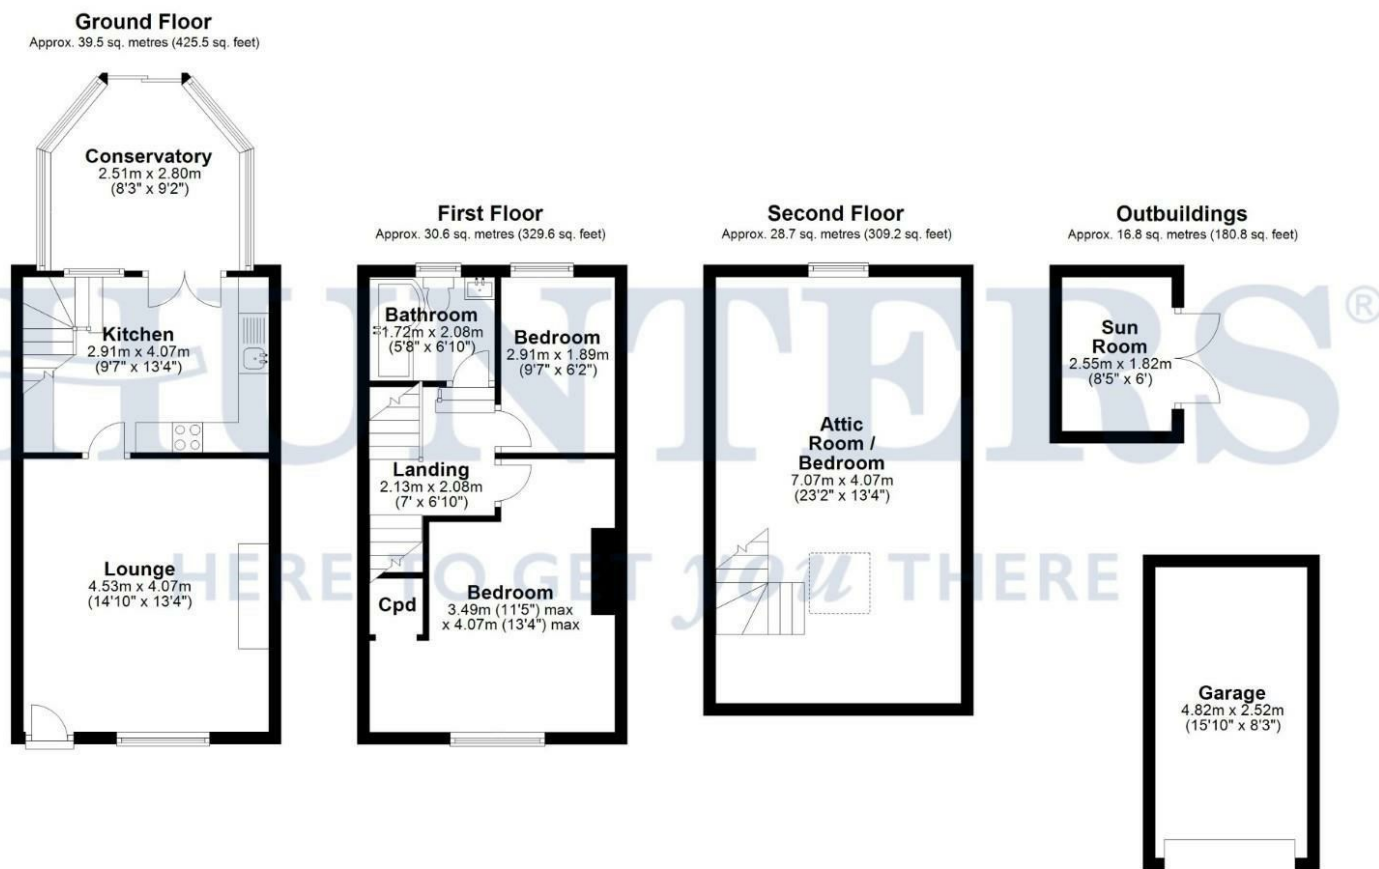 Ground Floor
Approx. 39.5 sq. metres (425.5 sq. feet)
Conservatory
2.51m x 2.80m
(8'3" x 9'2")
Kitchen
2.91m x 4.07m
(9'7" x 13'4")
Lounge
4.53m x 4.07m
(14'10" x 13'4")
First Floor
Approx. 30.6 sq. metres (329.6 sq. feet)
Bathroom
1.72m x 2.08m
(5'8" x 6'10")
Bedroom
2.91m x 1.89m
(9'7" x 6'2")
Landing
2.13m x 2.08m
(7' x 6'10")
Cpd
Bedroom
3.49m (11'5") max
x 4.07m (13'4") max
Second Floor
Approx. 28.7 sq. metres (309.2 sq. feet)
Attic
Room /
Bedroom
7.07m x 4.07m
(23'2" x 13'4")
Outbuildings
Approx. 16.8 sq. metres (180.8 sq. feet)
Sun
Room
2.55m x 1.82m
(8'5" x 6')
Garage
4.82m x 2.52m
(15'10" x 8'3")
HUNTERS®
HERE TO GET you THERE